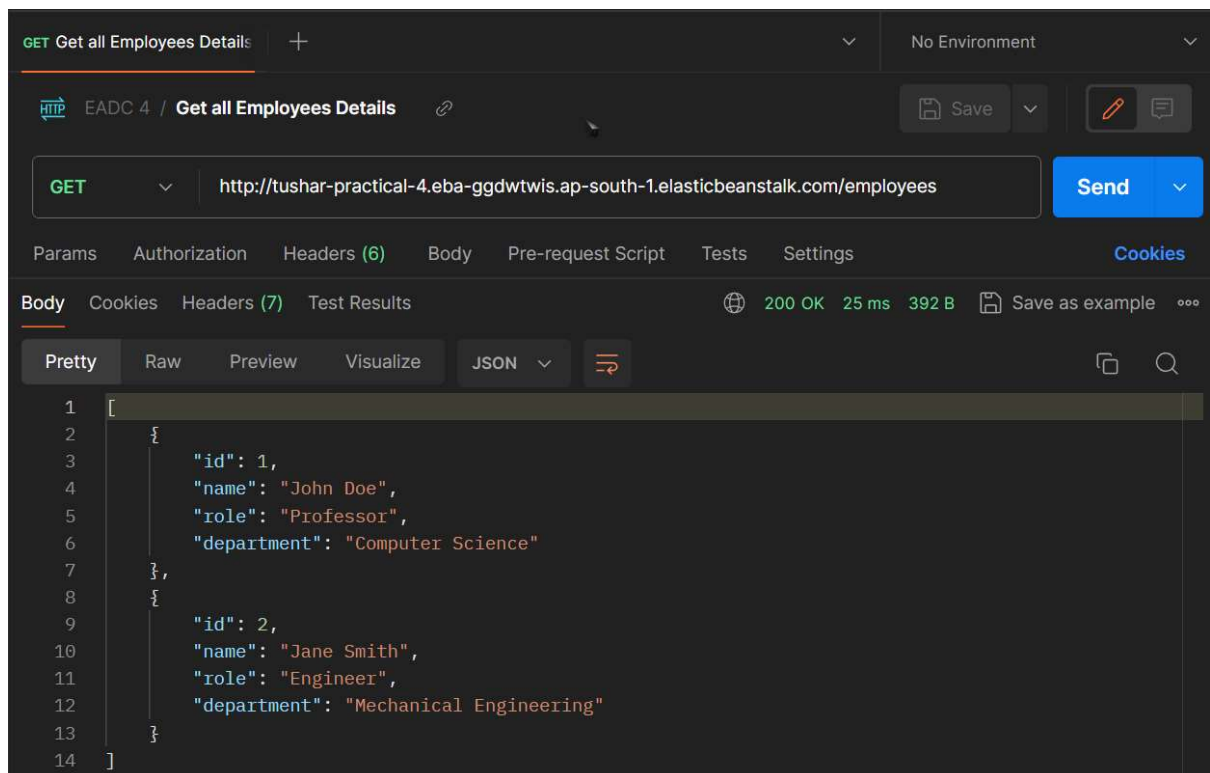 GET Get all Employees Details
No Environment
HTTP EADC 4 / Get all Employees Details
Save
GET http://tushar-practical-4.eba-ggdwtwis.ap-south-1.elasticbeanstalk.com/employees Send
Params Authorization Headers (6) Body Pre-request Script Tests Settings Cookies
Body Cookies Headers (7) Test Results 200 OK 25 ms 392 B Save as example
Pretty Raw Preview Visualize JSON
1 [
2 {
3 "id": 1,
4 "name": "John Doe",
5 "role": "Professor",
6 "department": "Computer Science"
7 },
8 {
9 "id": 2,
10 "name": "Jane Smith",
11 "role": "Engineer",
12 "department": "Mechanical Engineering"
13 }
14 ]